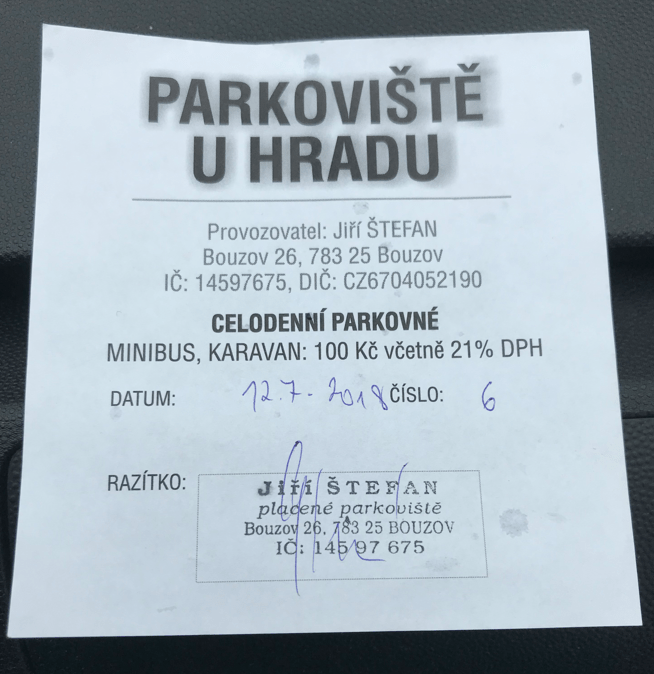 PARKOVIŠTĚ
U HRADU
Provozovatel: Jiří ŠTEFAN
Bouzov 26, 783 25 Bouzov
IČ: 14597675, DIČ: CZ6704052190
CELODENNÍ PARKOVNÉ
MINIBUS, KARAVAN: 100 Kč včetně 21% DPH
DATUM: 12.7. 2018 ČÍSLO: 6
RAZÍTKO:
Jiří ŠTEFAN
placené parkoviště
Bouzov 26, 783 25 BOUZOV
IČ: 145 97 675